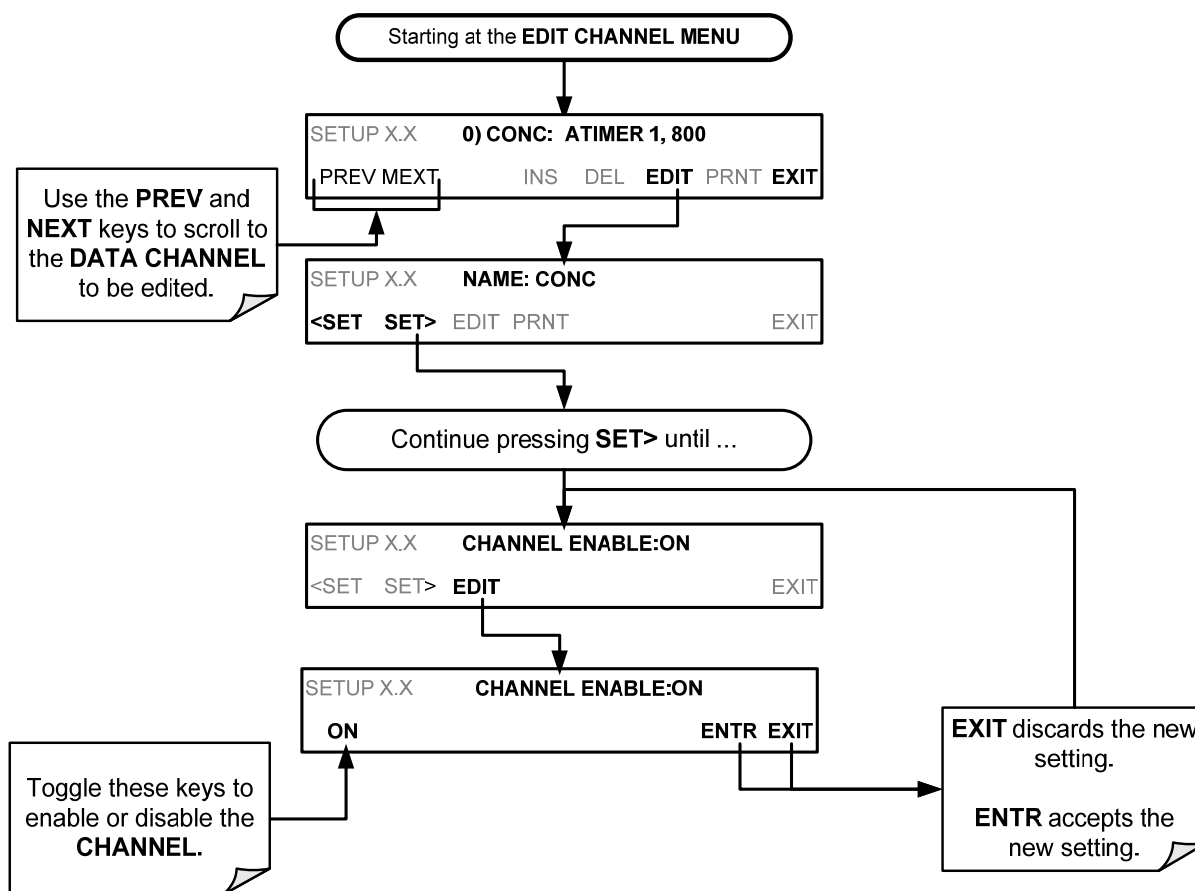 Starting at the EDIT CHANNEL MENU
SETUP X.X 0) CONC: ATIMER 1, 800
PREV MEXT INS DEL EDIT PRNT EXIT
Use the PREV and
NEXT keys to scroll to
the DATA CHANNEL
to be edited.
SETUP X.X NAME: CONC
<SET SET> EDIT PRNT EXIT
Continue pressing SET> until ...
SETUP X.X CHANNEL ENABLE:ON
<SET SET> EDIT EXIT
SETUP X.X CHANNEL ENABLE:ON
ON ENTR EXIT
Toggle these keys to
enable or disable the
CHANNEL.
EXIT discards the new
setting.
ENTR accepts the
new setting.